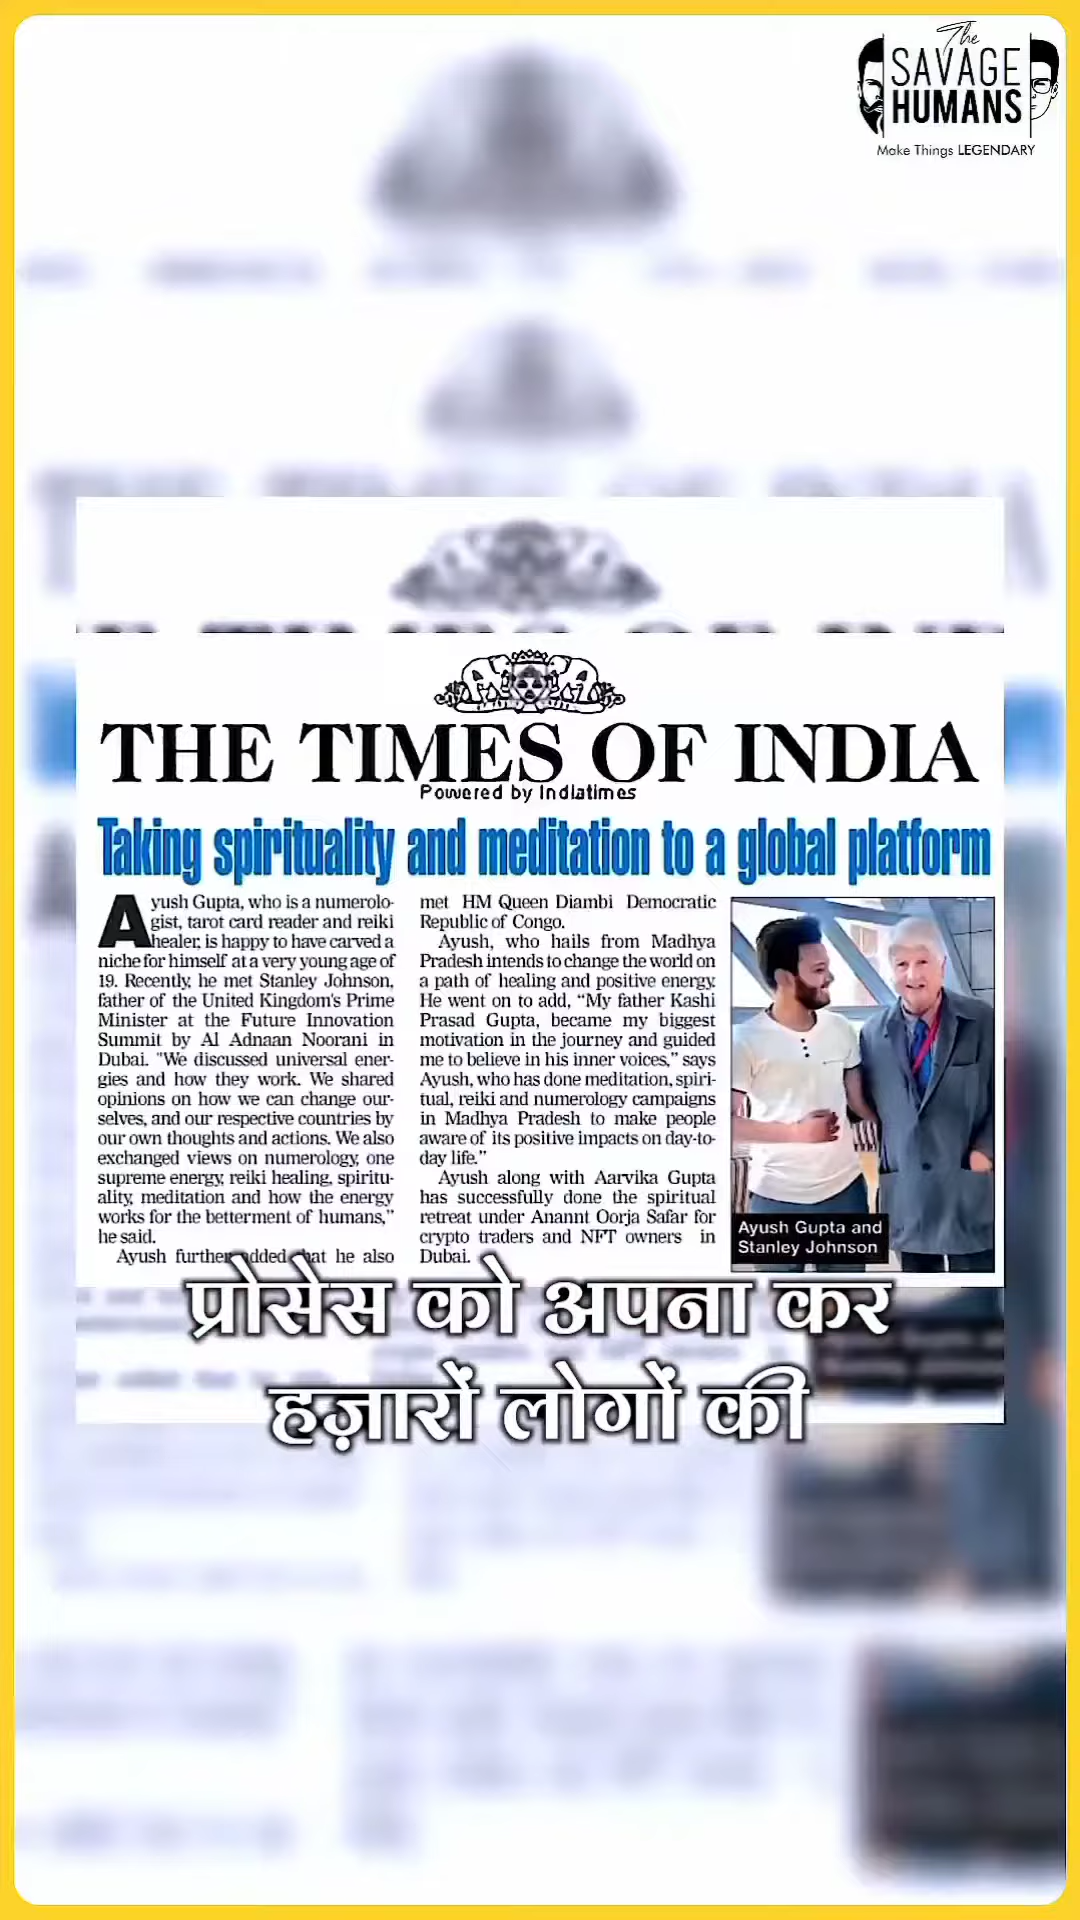 The
SAVAGE
HUMANS
Make Things LEGENDARY
THE TIMES OF INDIA
Powered by Indiatimes
Taking spirituality and meditation to a global platform
Ayush Gupta, who is a numerolo-
gist, tarot card reader and reiki
healer, is happy to have carved a
niche for himself at a very young age of
19. Recently, he met Stanley Johnson,
father of the United Kingdom's Prime
Minister at the Future Innovation
Summit by Al Adnaan Noorani in
Dubai. "We discussed universal ener-
gies and how they work. We shared
opinions on how we can change our-
selves, and our respective countries by
our own thoughts and actions. We also
exchanged views on numerology, one
supreme energy, reiki healing, spiritu-
ality, meditation and how the energy
works for the betterment of humans,"
he said.
Ayush further added that he also
met HM Queen Diambi Democratic
Republic of Congo.
Ayush, who hails from Madhya
Pradesh intends to change the world on
a path of healing and positive energy.
He went on to add, "My father Kashi
Prasad Gupta, became my biggest
motivation in the journey and guided
me to believe in his inner voices," says
Ayush, who has done meditation, spiri-
tual, reiki and numerology campaigns
in Madhya Pradesh to make people
aware of its positive impacts on day-to-
day life."
Ayush along with Aarvika Gupta
has successfully done the spiritual
retreat under Anannt Oorja Safar for
crypto traders and NFT owners in
Dubai.
Ayush Gupta and
Stanley Johnson
प्रोसेस को अपना कर
हज़ारों लोगों की